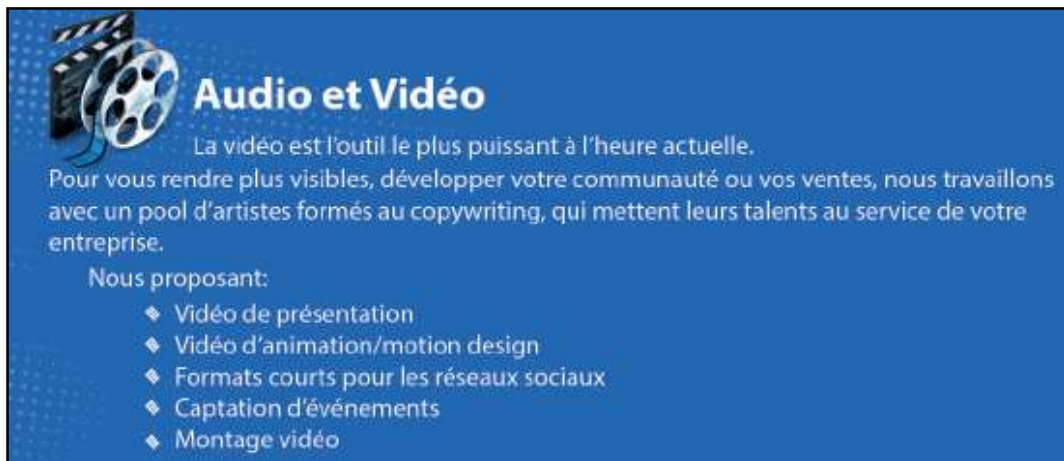 Audio et Vidéo
La vidéo est l'outil le plus puissant à l'heure actuelle.
Pour vous rendre plus visibles, développer votre communauté ou vos ventes, nous travaillons
avec un pool d'artistes formés au copywriting, qui mettent leurs talents au service de votre
entreprise.
Nous proposant:
Vidéo de présentation
Vidéo d'animation/motion design
Formats courts pour les réseaux sociaux
Captation d'événements
Montage vidéo